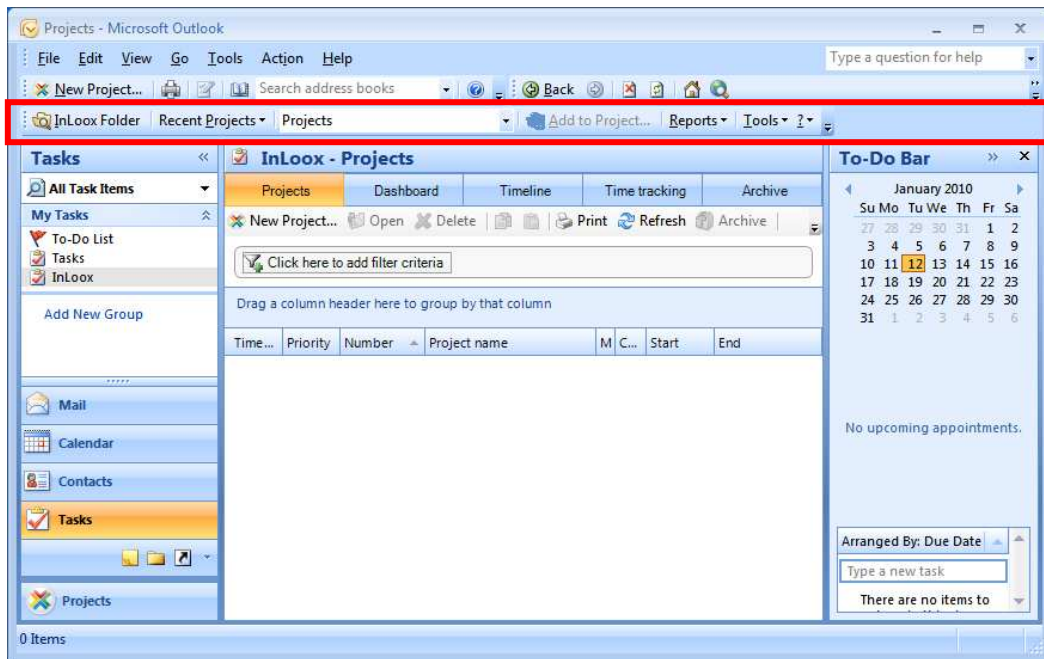 Projects - Microsoft Outlook
File Edit View Go Tools Action Help Type a question for help
New Project... Search address books Back
InLoox Folder Recent Projects Projects Add to Project... Reports Tools ?
Tasks «
All Task Items
My Tasks
To-Do List
Tasks
InLoox
Add New Group
Mail
Calendar
Contacts
Tasks
Projects
InLoox - Projects
Projects Dashboard Timeline Time tracking Archive
New Project... Open Delete Print Refresh Archive
Click here to add filter criteria
Drag a column header here to group by that column
Time... Priority Number Project name M C... Start End
To-Do Bar » X
January 2010
Su Mo Tu We Th Fr Sa
27 28 29 30 31 1 2
3 4 5 6 7 8 9
10 11 12 13 14 15 16
17 18 19 20 21 22 23
24 25 26 27 28 29 30
31 1 2 3 4 5 6
No upcoming appointments.
Arranged By: Due Date
Type a new task
There are no items to
0 Items